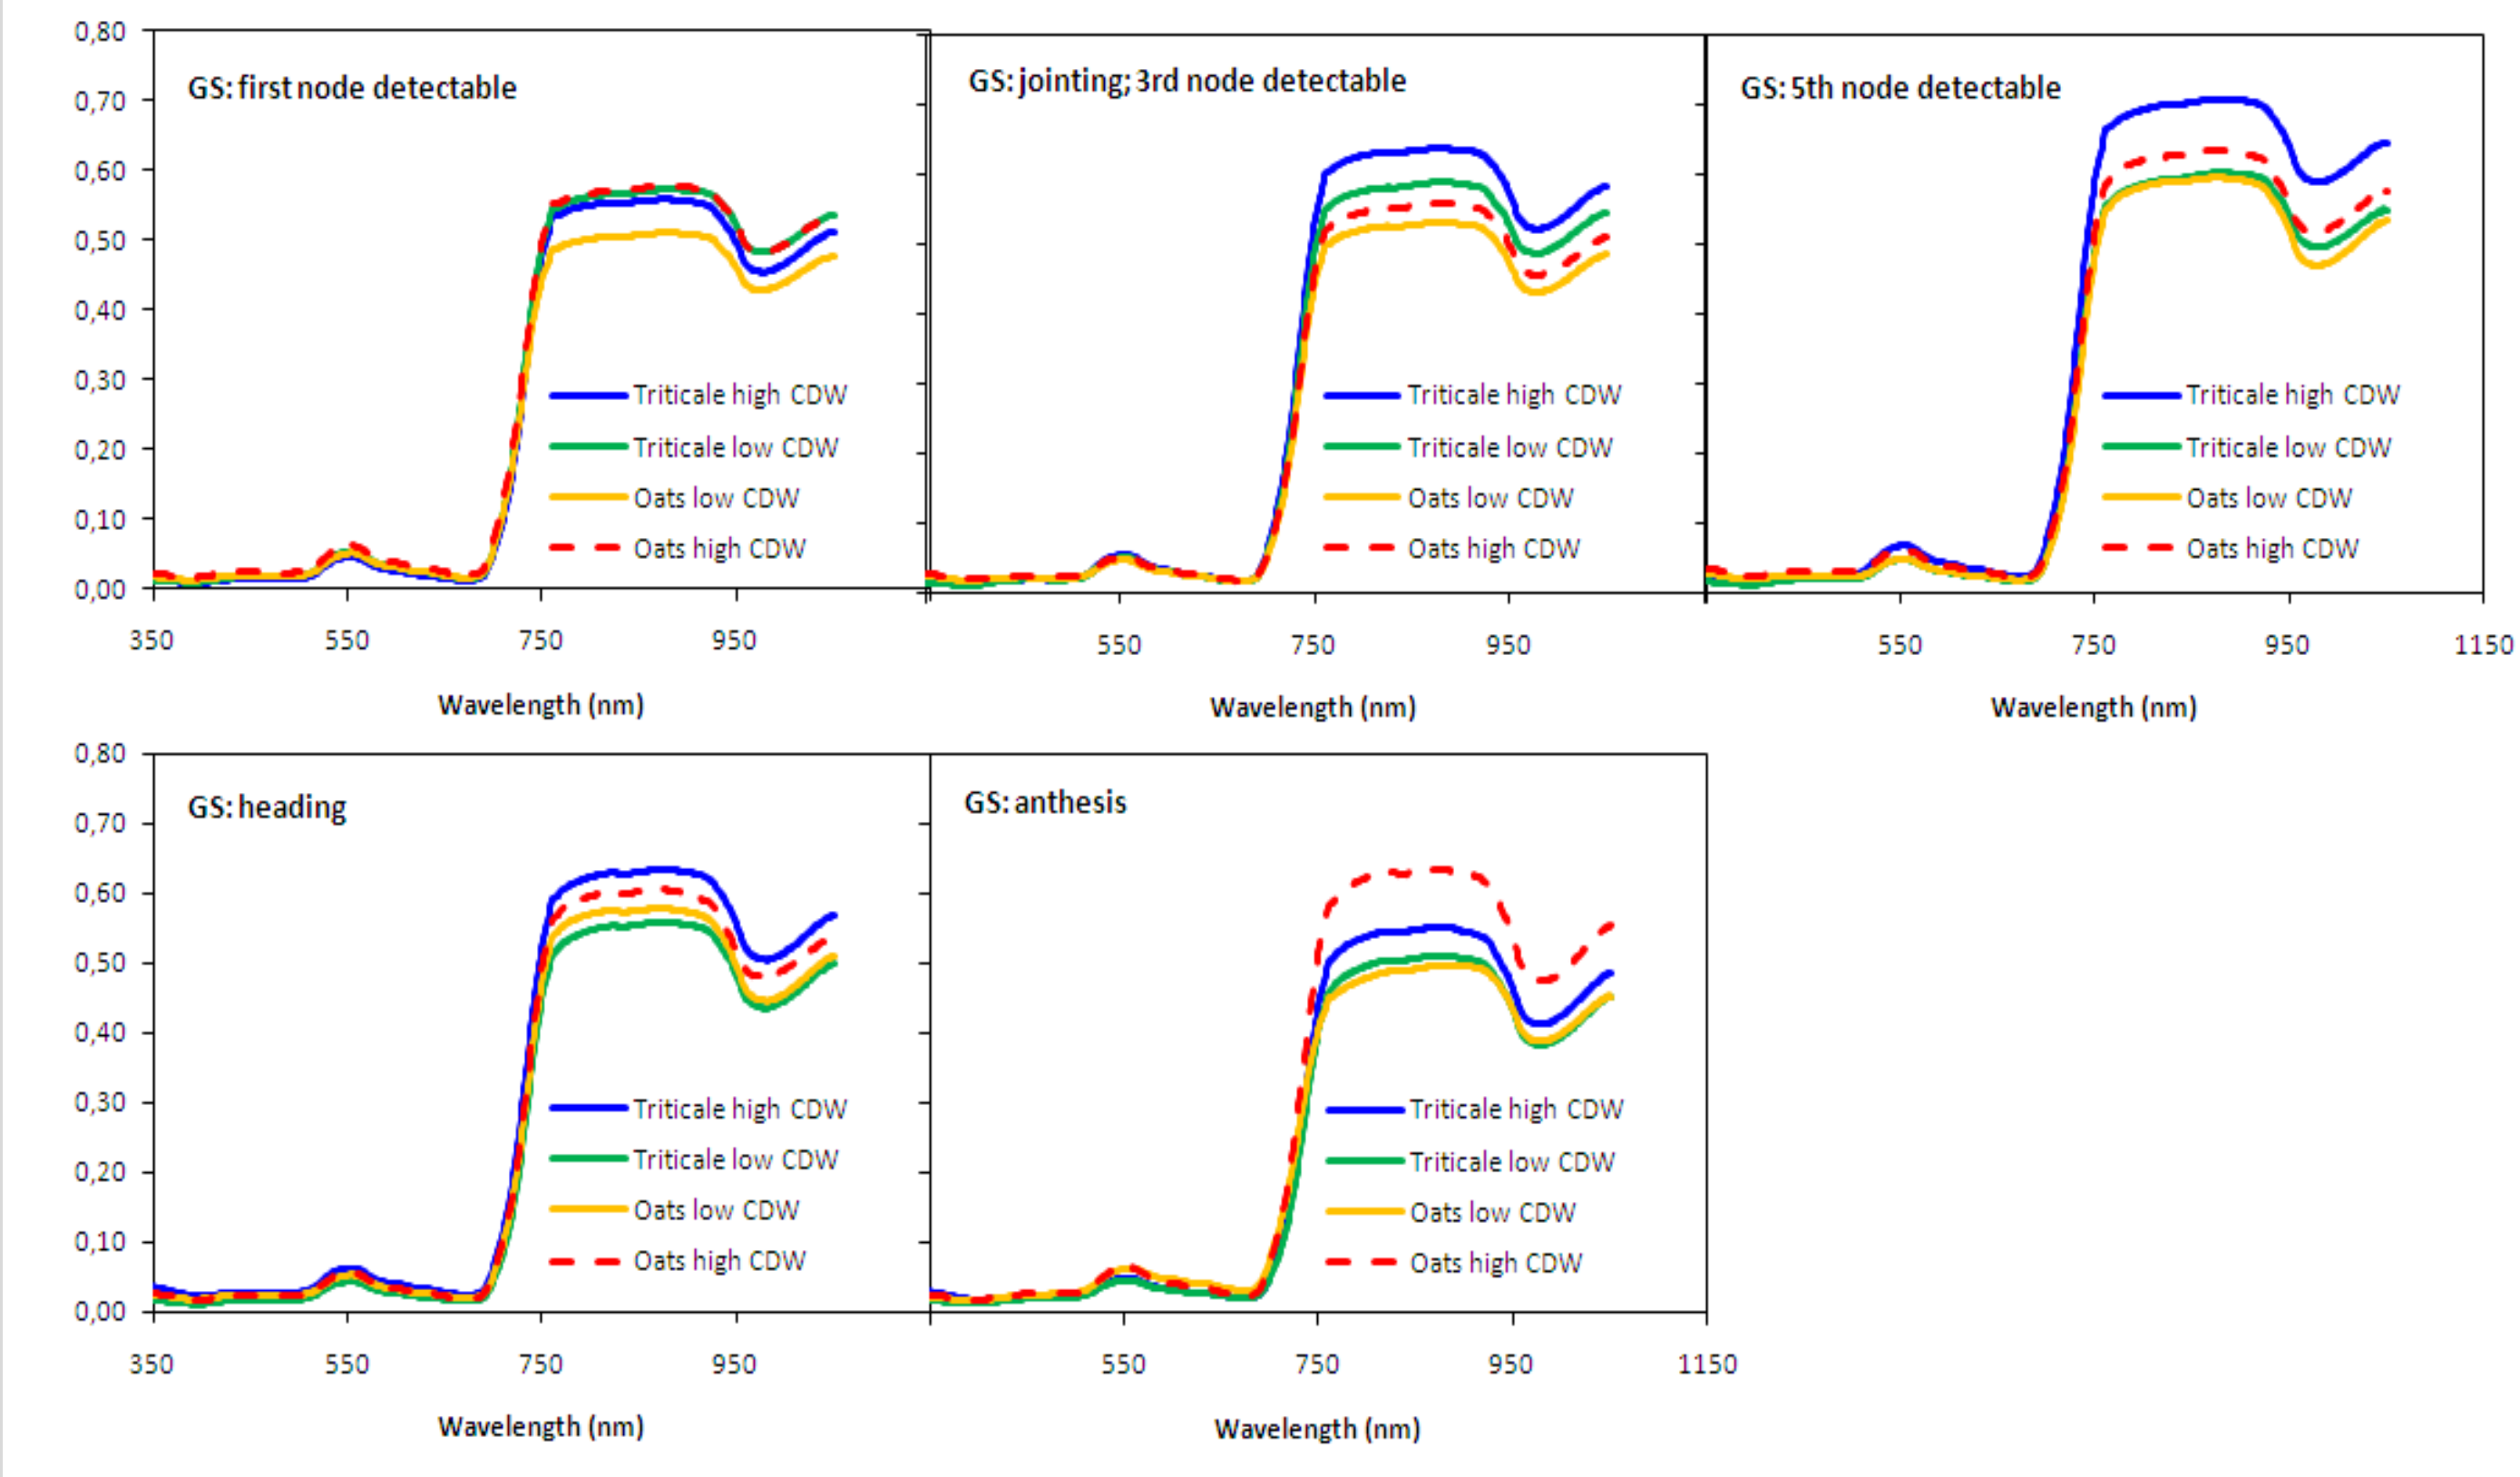 0,80
0,70
0,60
0,50
0,40
0,30
0,20
0,10
0,00
GS: first node detectable
Triticale high CDW
Triticale low CDW
Oats low CDW
Oats high CDW
350 550 750 950
Wavelength (nm)
GS: jointing; 3rd node detectable
Triticale high CDW
Triticale low CDW
Oats low CDW
Oats high CDW
550 750 950
Wavelength (nm)
GS: 5th node detectable
Triticale high CDW
Triticale low CDW
Oats low CDW
Oats high CDW
550 750 950 1150
Wavelength (nm)
0,80
0,70
0,60
0,50
0,40
0,30
0,20
0,10
0,00
GS: heading
Triticale high CDW
Triticale low CDW
Oats low CDW
Oats high CDW
350 550 750 950
Wavelength (nm)
GS: anthesis
Triticale high CDW
Triticale low CDW
Oats low CDW
Oats high CDW
550 750 950 1150
Wavelength (nm)